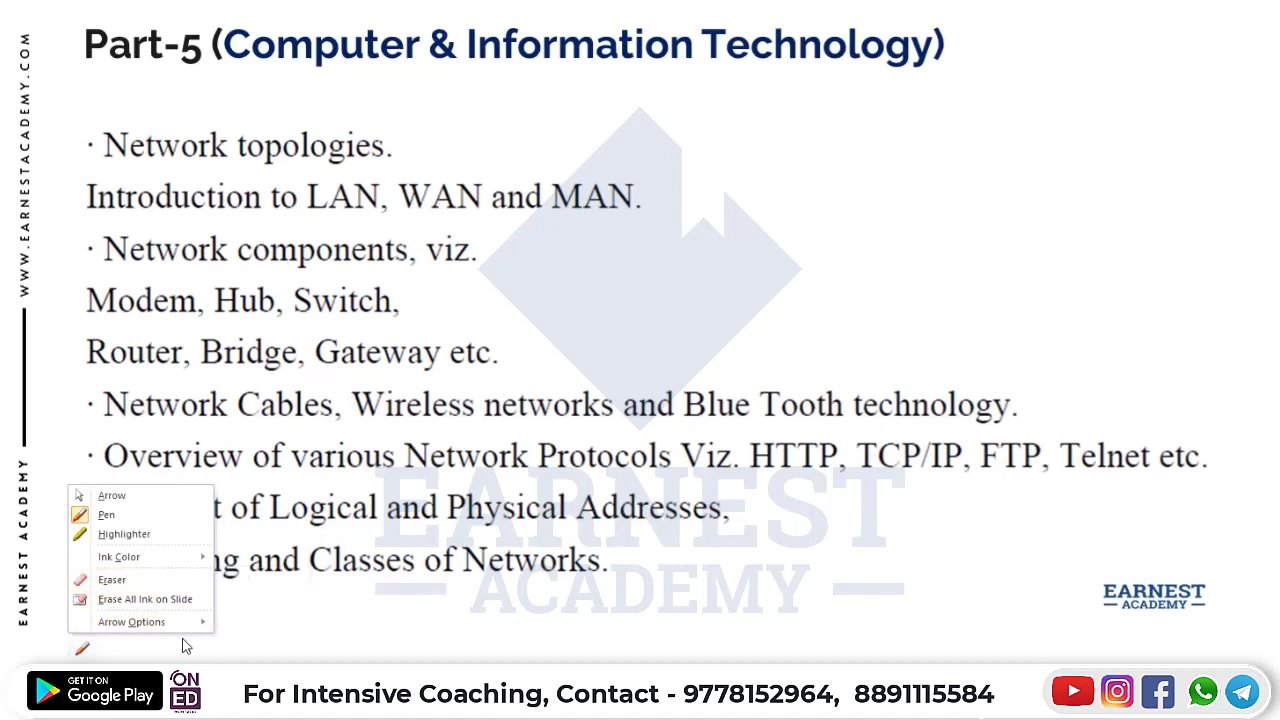 Part-5 (Computer & Information Technology)
· Network topologies.
Introduction to LAN, WAN and MAN.
· Network components, viz.
Modem, Hub, Switch,
Router, Bridge, Gateway etc.
· Network Cables, Wireless networks and Blue Tooth technology.
· Overview of various Network Protocols Viz. HTTP, TCP/IP, FTP, Telnet etc.
of Logical and Physical Addresses,
and Classes of Networks.
Arrow
Pen
Highlighter
Ink Color
Eraser
Erase All Ink on Slide
Arrow Options
WWW.EARNESTACADEMY.COM
EARNEST ACADEMY
EARNEST
ACADEMY
EARNEST
ACADEMY
GET IT ON
Google Play
ON
ED
For Intensive Coaching, Contact - 9778152964, 8891115584